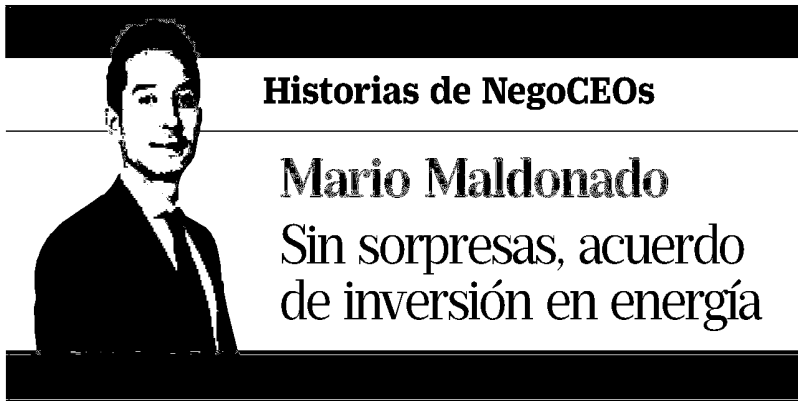 Historias de NegoCEOs
Mario Maldonado
Sin sorpresas, acuerdo
de inversión en energía